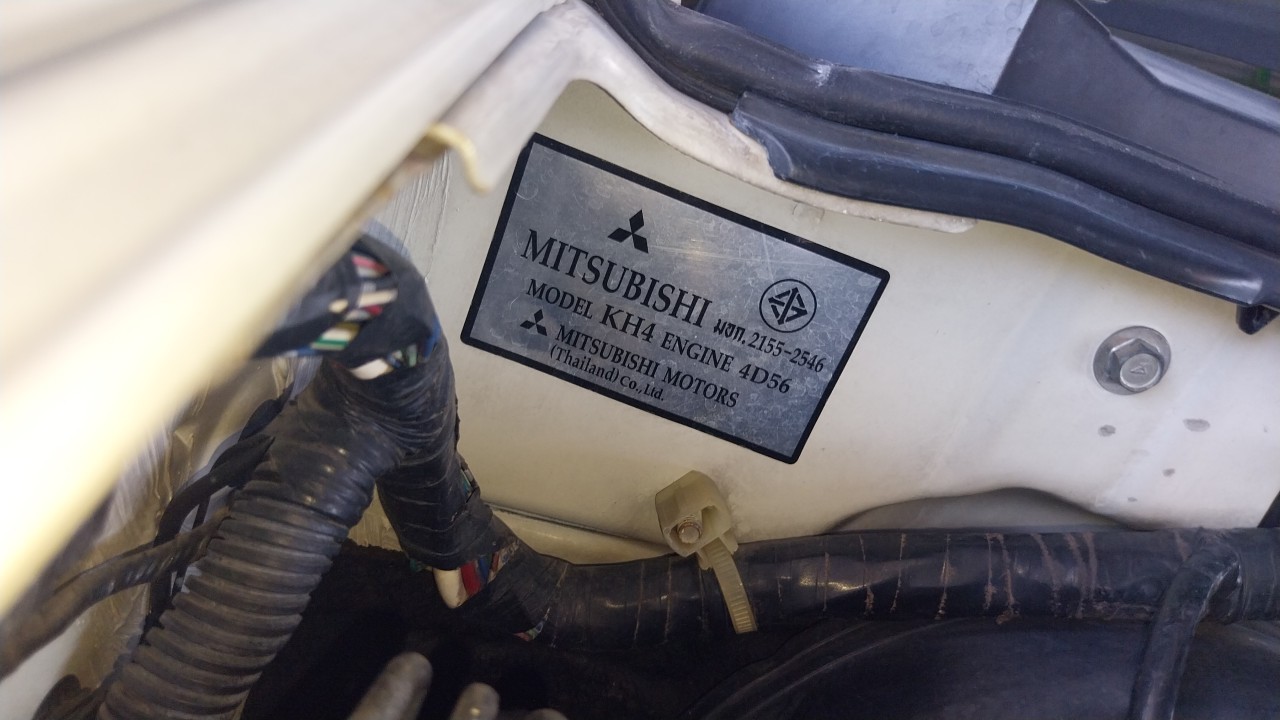 MITSUBISHI
มอก. 2155-2546
MODEL KH4 ENGINE 4D56
MITSUBISHI MOTORS
(Thailand) Co., Ltd.